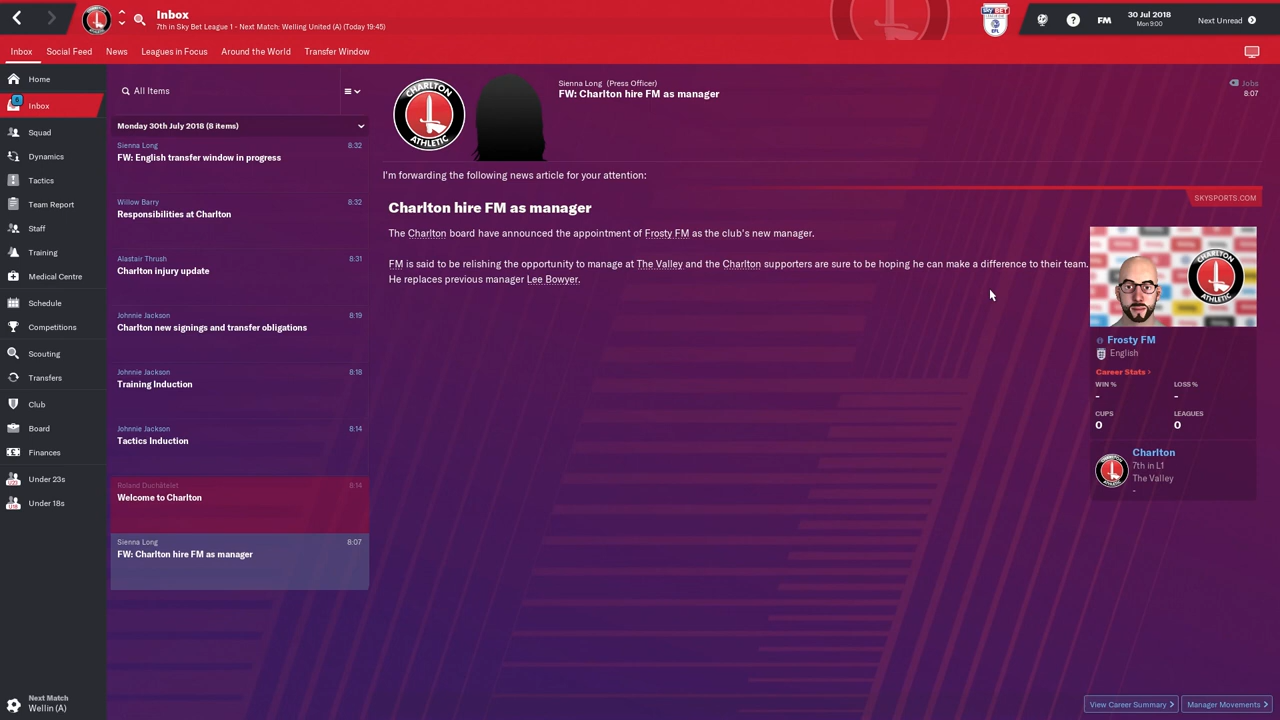 Inbox
7th in Sky Bet League 1 - Next Match: Welling United (A) (Today 19:45)
SKY BET
EFL
FM
30 Jul 2018
Mon 9:00
Next Unread
Inbox
Social Feed
News
Leagues in Focus
Around the World
Transfer Window
Home
6
Inbox
Squad
Dynamics
Tactics
Team Report
Staff
Training
Medical Centre
Schedule
Competitions
Scouting
Transfers
Club
Board
Finances
Under 23s
U18
Under 18s
Next Match
Wellin (A)
All Items
Monday 30th July 2018 (8 items)
Sienna Long 8:32
FW: English transfer window in progress
Willow Barry 8:32
Responsibilities at Charlton
Alastair Thrush 8:31
Charlton injury update
Johnnie Jackson 8:19
Charlton new signings and transfer obligations
Johnnie Jackson 8:18
Training Induction
Johnnie Jackson 8:14
Tactics Induction
Roland Duchâtelet 8:14
Welcome to Charlton
Sienna Long 8:07
FW: Charlton hire FM as manager
CHARLTON
ATHLETIC
Sienna Long (Press Officer)
FW: Charlton hire FM as manager
Jobs
8:07
I'm forwarding the following news article for your attention:
SKYSPORTS.COM
Charlton hire FM as manager
The Charlton board have announced the appointment of Frosty FM as the club's new manager.
FM is said to be relishing the opportunity to manage at The Valley and the Charlton supporters are sure to be hoping he can make a difference to their team.
He replaces previous manager Lee Bowyer.
Frosty FM
English
Career Stats >
WIN % LOSS %
- -
CUPS LEAGUES
0 0
Charlton
7th in L1
The Valley
-
View Career Summary >
Manager Movements >